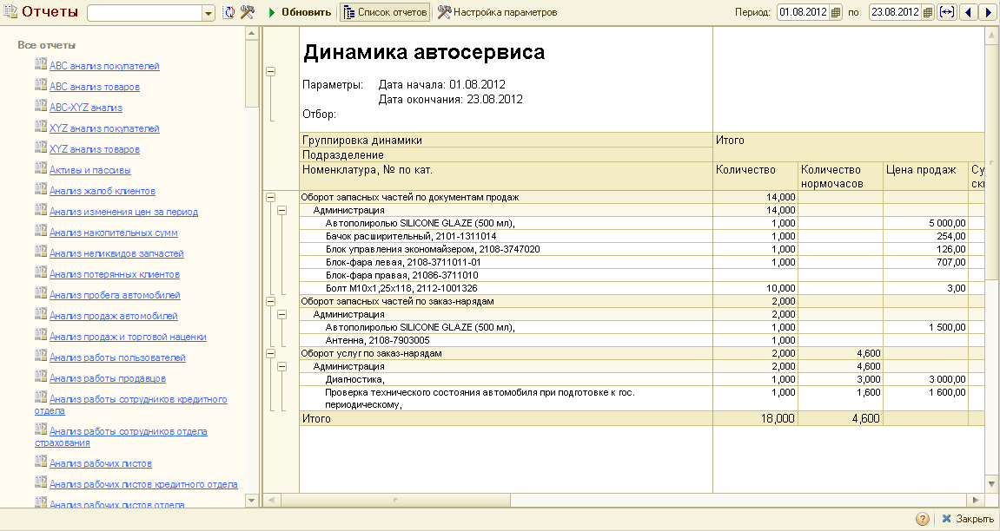 Отчеты
Обновить
Список отчетов
Настройка параметров
Период: 01.08.2012 по 23.08.2012
Все отчеты
ABC анализ покупателей
ABC анализ товаров
ABC-XYZ анализ
XYZ анализ покупателей
XYZ анализ товаров
Активы и пассивы
Анализ жалоб клиентов
Анализ изменения цен за период
Анализ накопительных сумм
Анализ неликвидов запчастей
Анализ потерянных клиентов
Анализ пробега автомобилей
Анализ продаж автомобилей
Анализ продаж и торговой наценки
Анализ работы пользователей
Анализ работы продавцов
Анализ работы сотрудников кредитного
отдела
Анализ работы сотрудников отдела
страхования
Анализ рабочих листов
Анализ рабочих листов кредитного отдела
Анализ рабочих листов отдела
Динамика автосервиса
Параметры: Дата начала: 01.08.2012
Дата окончания: 23.08.2012
Отбор:
Группировка динамики Итого
Подразделение
Номенклатура, № по кат. Количество Количество Цена продаж Су
нормочасов ски
Оборот запасных частей по документам продаж 14,000
Администрация 14,000
Автополиролью SILICONE GLAZE (500 мл), 1,000 5 000,00
Бачок расширительный, 2101-1311014 1,000 254,00
Блок управления экономайзером, 2108-3747020 1,000 126,00
Блок-фара левая, 2108-3711011-01 1,000 707,00
Блок-фара правая, 21086-3711010
Болт М10х1,25х118, 2112-1001326 10,000 3,00
Оборот запасных частей по заказ-нарядам 2,000
Администрация 2,000
Автополиролью SILICONE GLAZE (500 мл), 1,000 1 500,00
Антенна, 2108-7903005 1,000
Оборот услуг по заказ-нарядам 2,000 4,600
Администрация 2,000 4,600
Диагностика, 1,000 3,000 3 000,00
Проверка технического состояния автомобиля при подготовке к гос. 1,000 1,600 1 600,00
периодическому,
Итого 18,000 4,600
? Закрыть